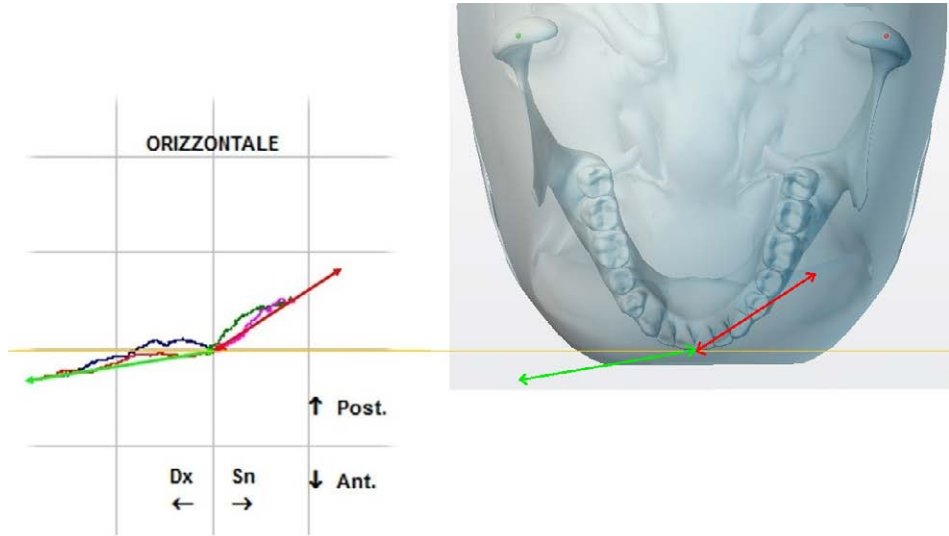 ORIZZONTALE
↑ Post.
Dx Sn ↓ Ant.
← →